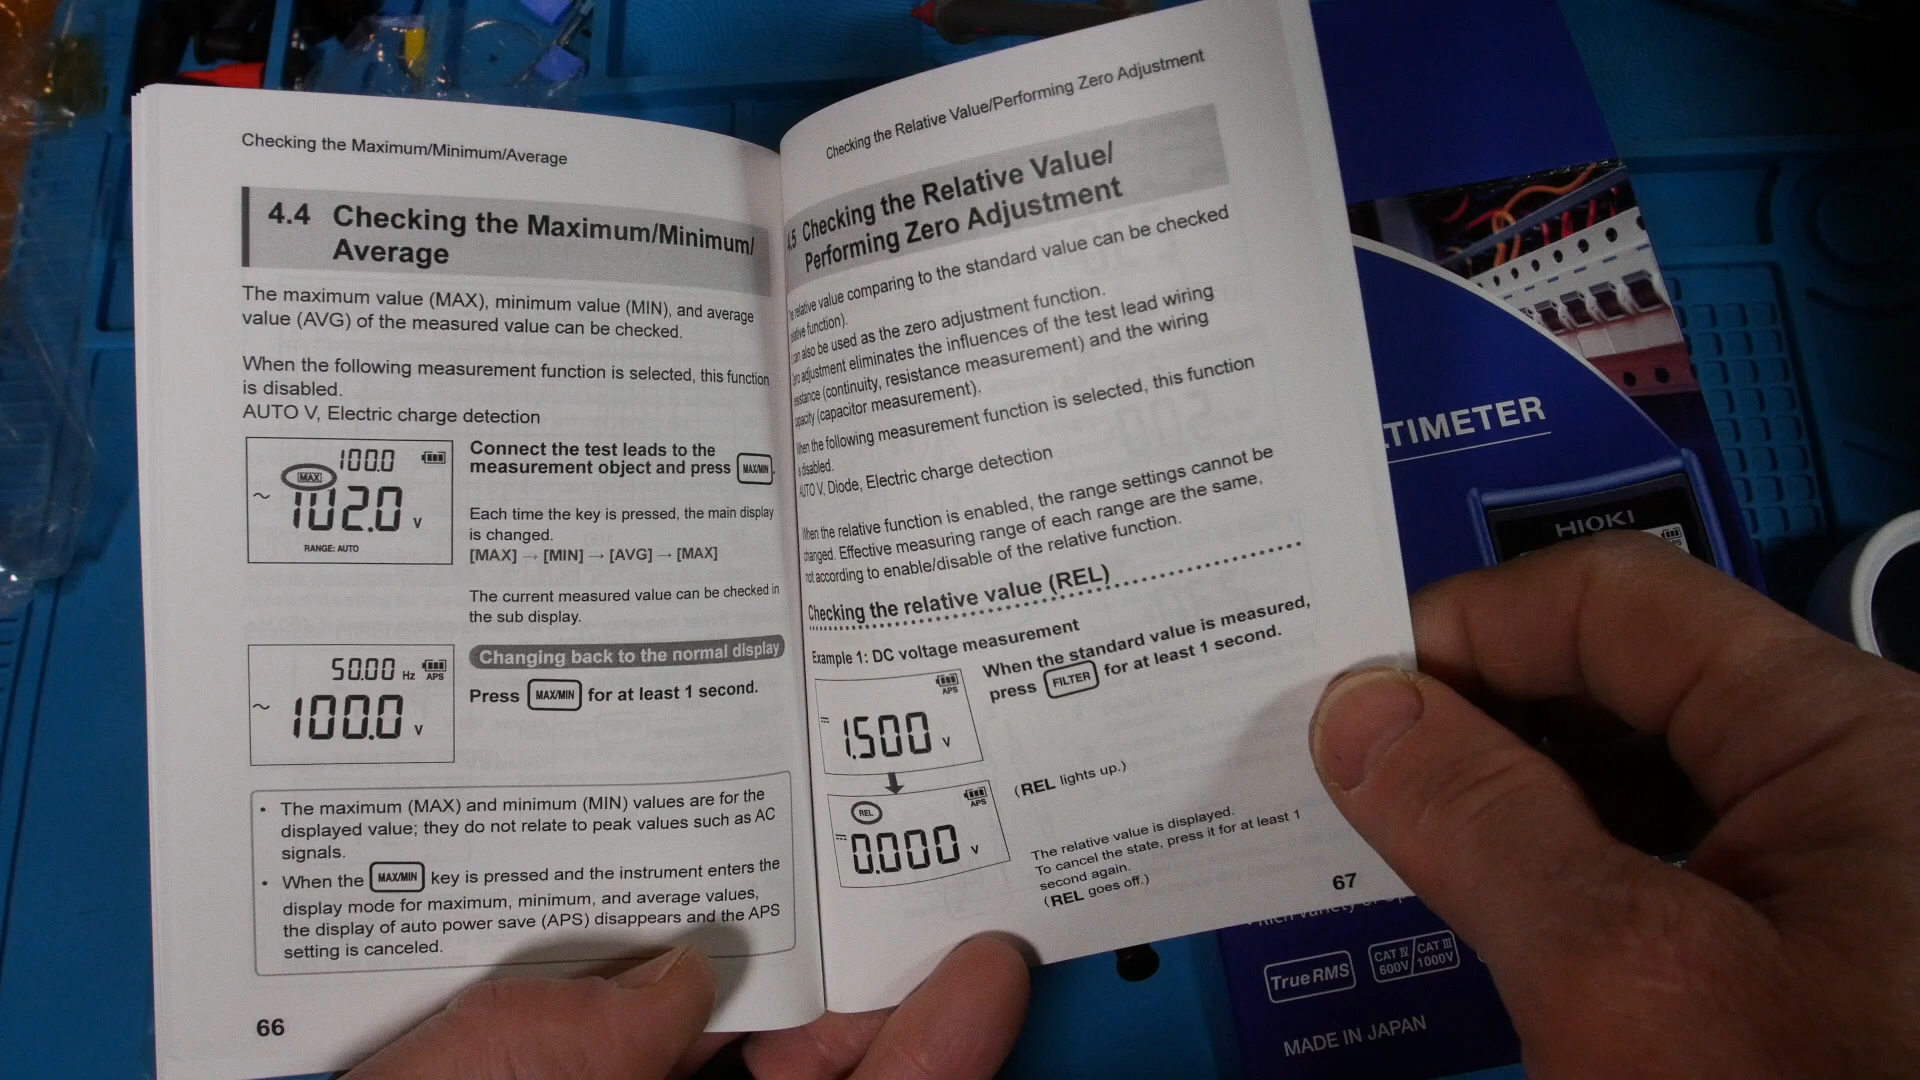 Checking the Maximum/Minimum/Average
4.4 Checking the Maximum/Minimum/
Average
The maximum value (MAX), minimum value (MIN), and average
value (AVG) of the measured value can be checked.
When the following measurement function is selected, this function
is disabled.
AUTO V, Electric charge detection
100.0
MAX
~ 102.0 V
RANGE: AUTO
Connect the test leads to the
measurement object and press MAX/MIN.
Each time the key is pressed, the main display
is changed.
[MAX] → [MIN] → [AVG] → [MAX]
The current measured value can be checked in
the sub display.
50.00 Hz APS
~ 100.0 V
Changing back to the normal display
Press MAX/MIN for at least 1 second.
• The maximum (MAX) and minimum (MIN) values are for the
displayed value; they do not relate to peak values such as AC
signals.
• When the MAX/MIN key is pressed and the instrument enters the
display mode for maximum, minimum, and average values,
the display of auto power save (APS) disappears and the APS
setting is canceled.
66
Checking the Relative Value/Performing Zero Adjustment
.5 Checking the Relative Value/
Performing Zero Adjustment
relative value comparing to the standard value can be checked
function).
can also be used as the zero adjustment function.
adjustment eliminates the influences of the test lead wiring
(continuity, resistance measurement) and the wiring
(capacitor measurement).
When the following measurement function is selected, this function
is disabled.
AUTO V, Diode, Electric charge detection
When the relative function is enabled, the range settings cannot be
changed. Effective measuring range of each range are the same,
not according to enable/disable of the relative function.
Checking the relative value (REL)
Example 1: DC voltage measurement
APS
1.500 V
REL APS
0.000 V
When the standard value is measured,
press FILTER for at least 1 second.
(REL lights up.)
The relative value is displayed.
To cancel the state, press it for at least 1
second again.
(REL goes off.)
67
TIMETER
HIOKI
True RMS
CAT IV 600V / CAT III 1000V
MADE IN JAPAN